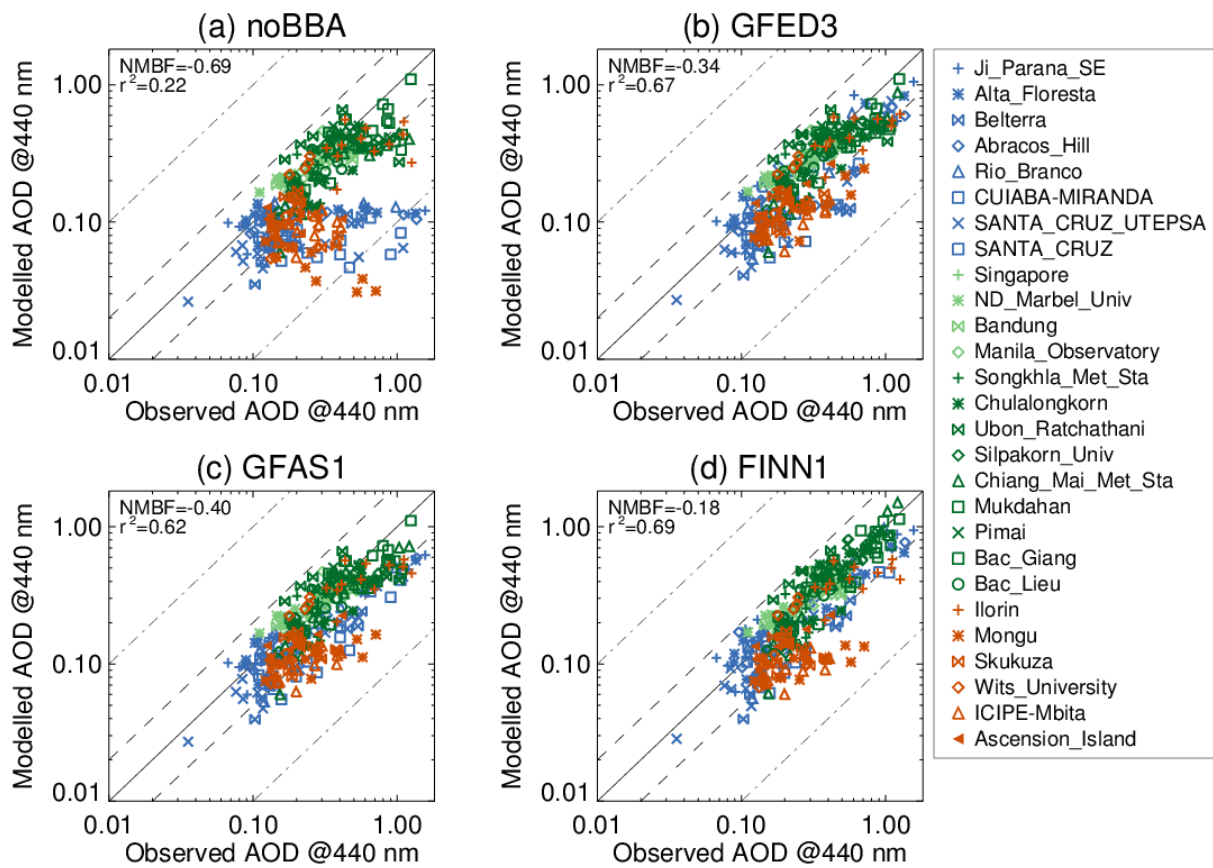 (a) noBBA
NMBF=-0.69
r²=0.22
1.00
0.10
0.01
Modelled AOD @440 nm
0.01 0.10 1.00
Observed AOD @440 nm
(b) GFED3
NMBF=-0.34
r²=0.67
1.00
0.10
0.01
Modelled AOD @440 nm
0.01 0.10 1.00
Observed AOD @440 nm
(c) GFAS1
NMBF=-0.40
r²=0.62
1.00
0.10
0.01
Modelled AOD @440 nm
0.01 0.10 1.00
Observed AOD @440 nm
(d) FINN1
NMBF=-0.18
r²=0.69
1.00
0.10
0.01
Modelled AOD @440 nm
0.01 0.10 1.00
Observed AOD @440 nm
Ji_Parana_SE
Alta_Floresta
Belterra
Abracos_Hill
Rio_Branco
CUIABA-MIRANDA
SANTA_CRUZ_UTEPSA
SANTA_CRUZ
Singapore
ND_Marbel_Univ
Bandung
Manila_Observatory
Songkhla_Met_Sta
Chulalongkorn
Ubon_Ratchathani
Silpakorn_Univ
Chiang_Mai_Met_Sta
Mukdahan
Pimai
Bac_Giang
Bac_Lieu
Ilorin
Mongu
Skukuza
Wits_University
ICIPE-Mbita
Ascension_Island